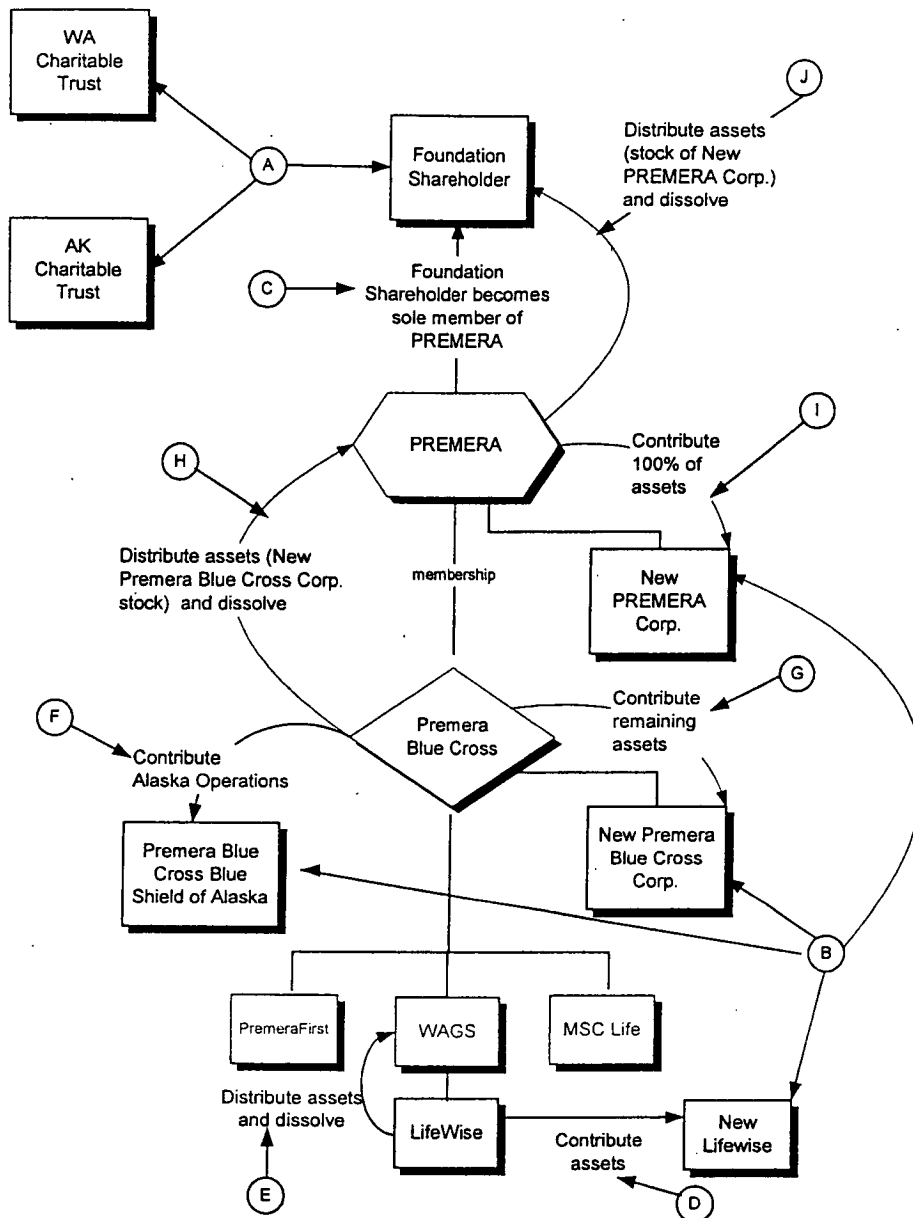 WA
Charitable
Trust
J
Distribute assets
(stock of New
PREMERA Corp.)
and dissolve
A
Foundation
Shareholder
AK
Charitable
Trust
C
Foundation
Shareholder becomes
sole member of
PREMERA
I
PREMERA
Contribute
100% of
assets
H
Distribute assets (New
Premera Blue Cross Corp.
stock) and dissolve
membership
New
PREMERA
Corp.
G
Contribute
remaining
assets
F
Premera
Blue Cross
Contribute
Alaska Operations
New Premera
Blue Cross
Corp.
Premera Blue
Cross Blue
Shield of Alaska
B
PremeraFirst
WAGS
MSC Life
Distribute assets
and dissolve
LifeWise
New
Lifewise
Contribute
assets
E
D